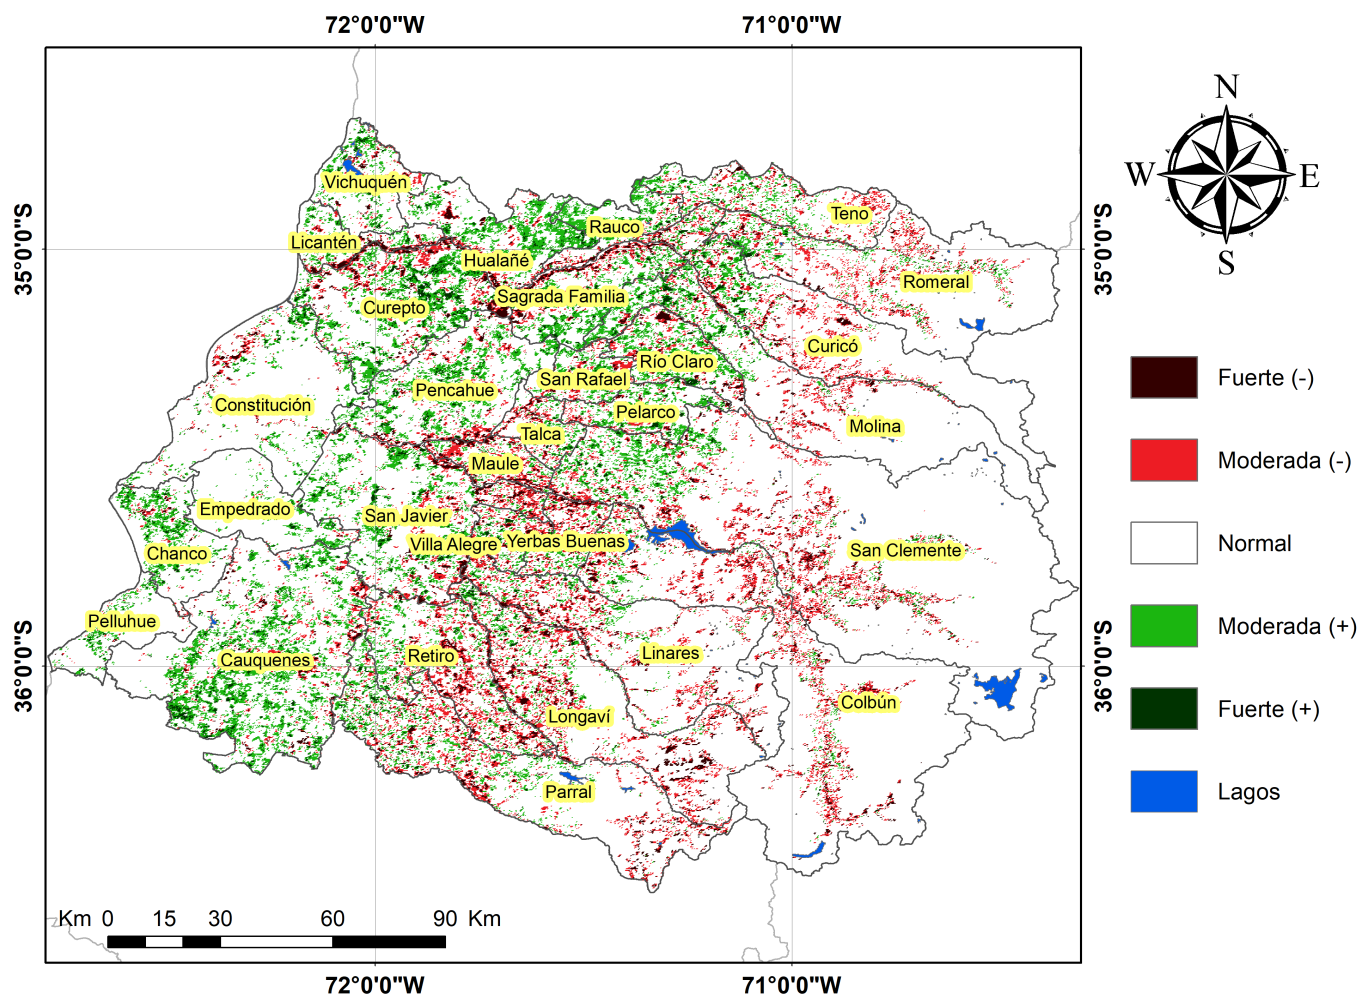 72°0'0"W
71°0'0"W
N
W
E
S
35°0'0"S
35°0'0"S
36°0'0"S
36°0'0"S
Vichuquén
Teno
Rauco
Licantén
Hualañé
Romeral
Sagrada Familia
Curepto
Curicó
Río Claro
San Rafael
Pencahue
Constitución
Pelarco
Molina
Talca
Maule
Empedrado
San Javier
Villa Alegre
Yerbas Buenas
San Clemente
Chanco
Pelluhue
Cauquenes
Retiro
Linares
Colbún
Longaví
Parral
Fuerte (-)
Moderada (-)
Normal
Moderada (+)
Fuerte (+)
Lagos
Km 0 15 30 60 90 Km
72°0'0"W
71°0'0"W